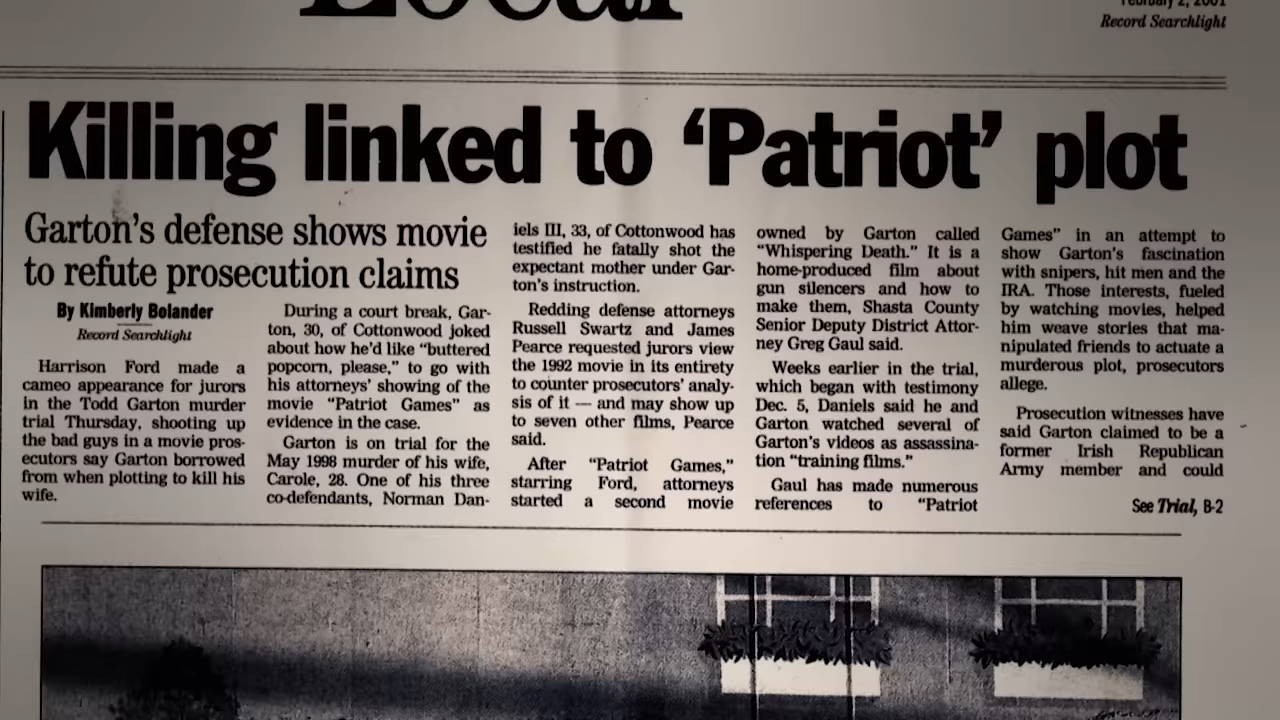 Local
February 2, 2001
Record Searchlight
Killing linked to ‘Patriot’ plot
Garton’s defense shows movie
to refute prosecution claims
By Kimberly Bolander
Record Searchlight
Harrison Ford made a
cameo appearance for jurors
in the Todd Garton murder
trial Thursday, shooting up
the bad guys in a movie pros-
ecutors say Garton borrowed
from when plotting to kill his
wife.
During a court break, Gar-
ton, 30, of Cottonwood joked
about how he’d like “buttered
popcorn, please,” to go with
his attorneys’ showing of the
movie “Patriot Games” as
evidence in the case.
Garton is on trial for the
May 1998 murder of his wife,
Carole, 28. One of his three
co-defendants, Norman Dan-
iels III, 33, of Cottonwood has
testified he fatally shot the
expectant mother under Gar-
ton’s instruction.
Redding defense attorneys
Russell Swartz and James
Pearce requested jurors view
the 1992 movie in its entirety
to counter prosecutors’ analy-
sis of it — and may show up
to seven other films, Pearce
said.
After “Patriot Games,”
starring Ford, attorneys
started a second movie
owned by Garton called
“Whispering Death.” It is a
home-produced film about
gun silencers and how to
make them, Shasta County
Senior Deputy District Attor-
ney Greg Gaul said.
Weeks earlier in the trial,
which began with testimony
Dec. 5, Daniels said he and
Garton watched several of
Garton’s videos as assassina-
tion “training films.”
Gaul has made numerous
references to “Patriot
Games” in an attempt to
show Garton’s fascination
with snipers, hit men and the
IRA. Those interests, fueled
by watching movies, helped
him weave stories that ma-
nipulated friends to actuate a
murderous plot, prosecutors
allege.
Prosecution witnesses have
said Garton claimed to be a
former Irish Republican
Army member and could
See Trial, B-2